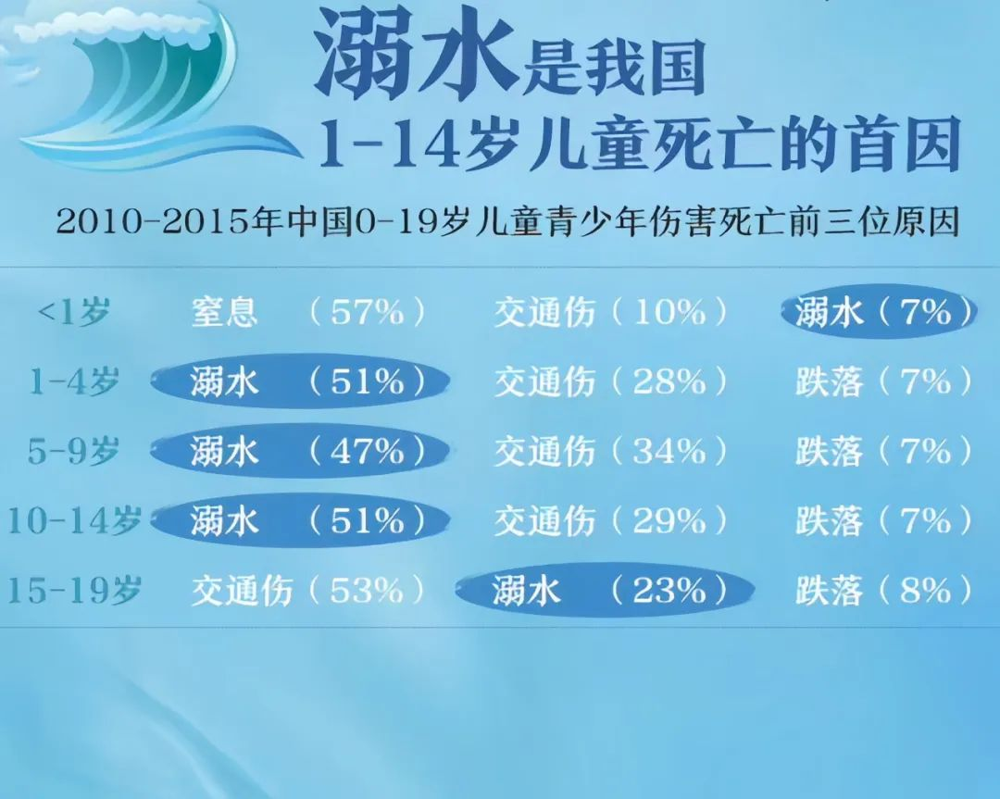 溺水是我国
1-14岁儿童死亡的首因
2010-2015年中国0-19岁儿童青少年伤害死亡前三位原因
<1岁 窒息 （57%） 交通伤（10%） 溺水（7%）
1-4岁 溺水 （51%） 交通伤（28%） 跌落（7%）
5-9岁 溺水 （47%） 交通伤（34%） 跌落（7%）
10-14岁 溺水 （51%） 交通伤（29%） 跌落（7%）
15-19岁 交通伤（53%） 溺水 （23%） 跌落（8%）